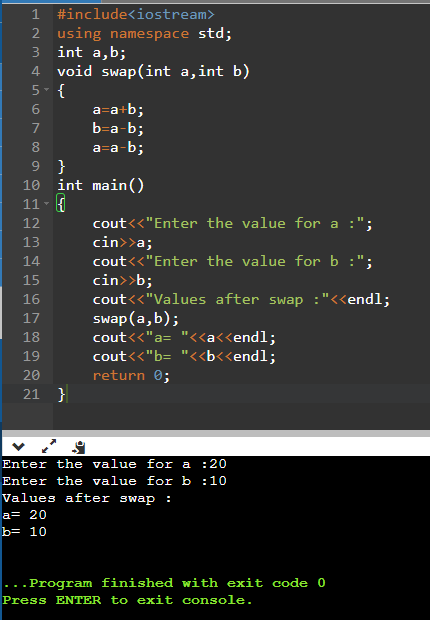 1 #include<iostream>
2 using namespace std;
3 int a,b;
4 void swap(int a,int b)
5 {
6 a=a+b;
7 b=a-b;
8 a=a-b;
9 }
10 int main()
11 {
12 cout<<"Enter the value for a :";
13 cin>>a;
14 cout<<"Enter the value for b :";
15 cin>>b;
16 cout<<"Values after swap :"<<endl;
17 swap(a,b);
18 cout<<"a= "<<a<<endl;
19 cout<<"b= "<<b<<endl;
20 return 0;
21 }
Enter the value for a :20
Enter the value for b :10
Values after swap :
a= 20
b= 10
...Program finished with exit code 0
Press ENTER to exit console.